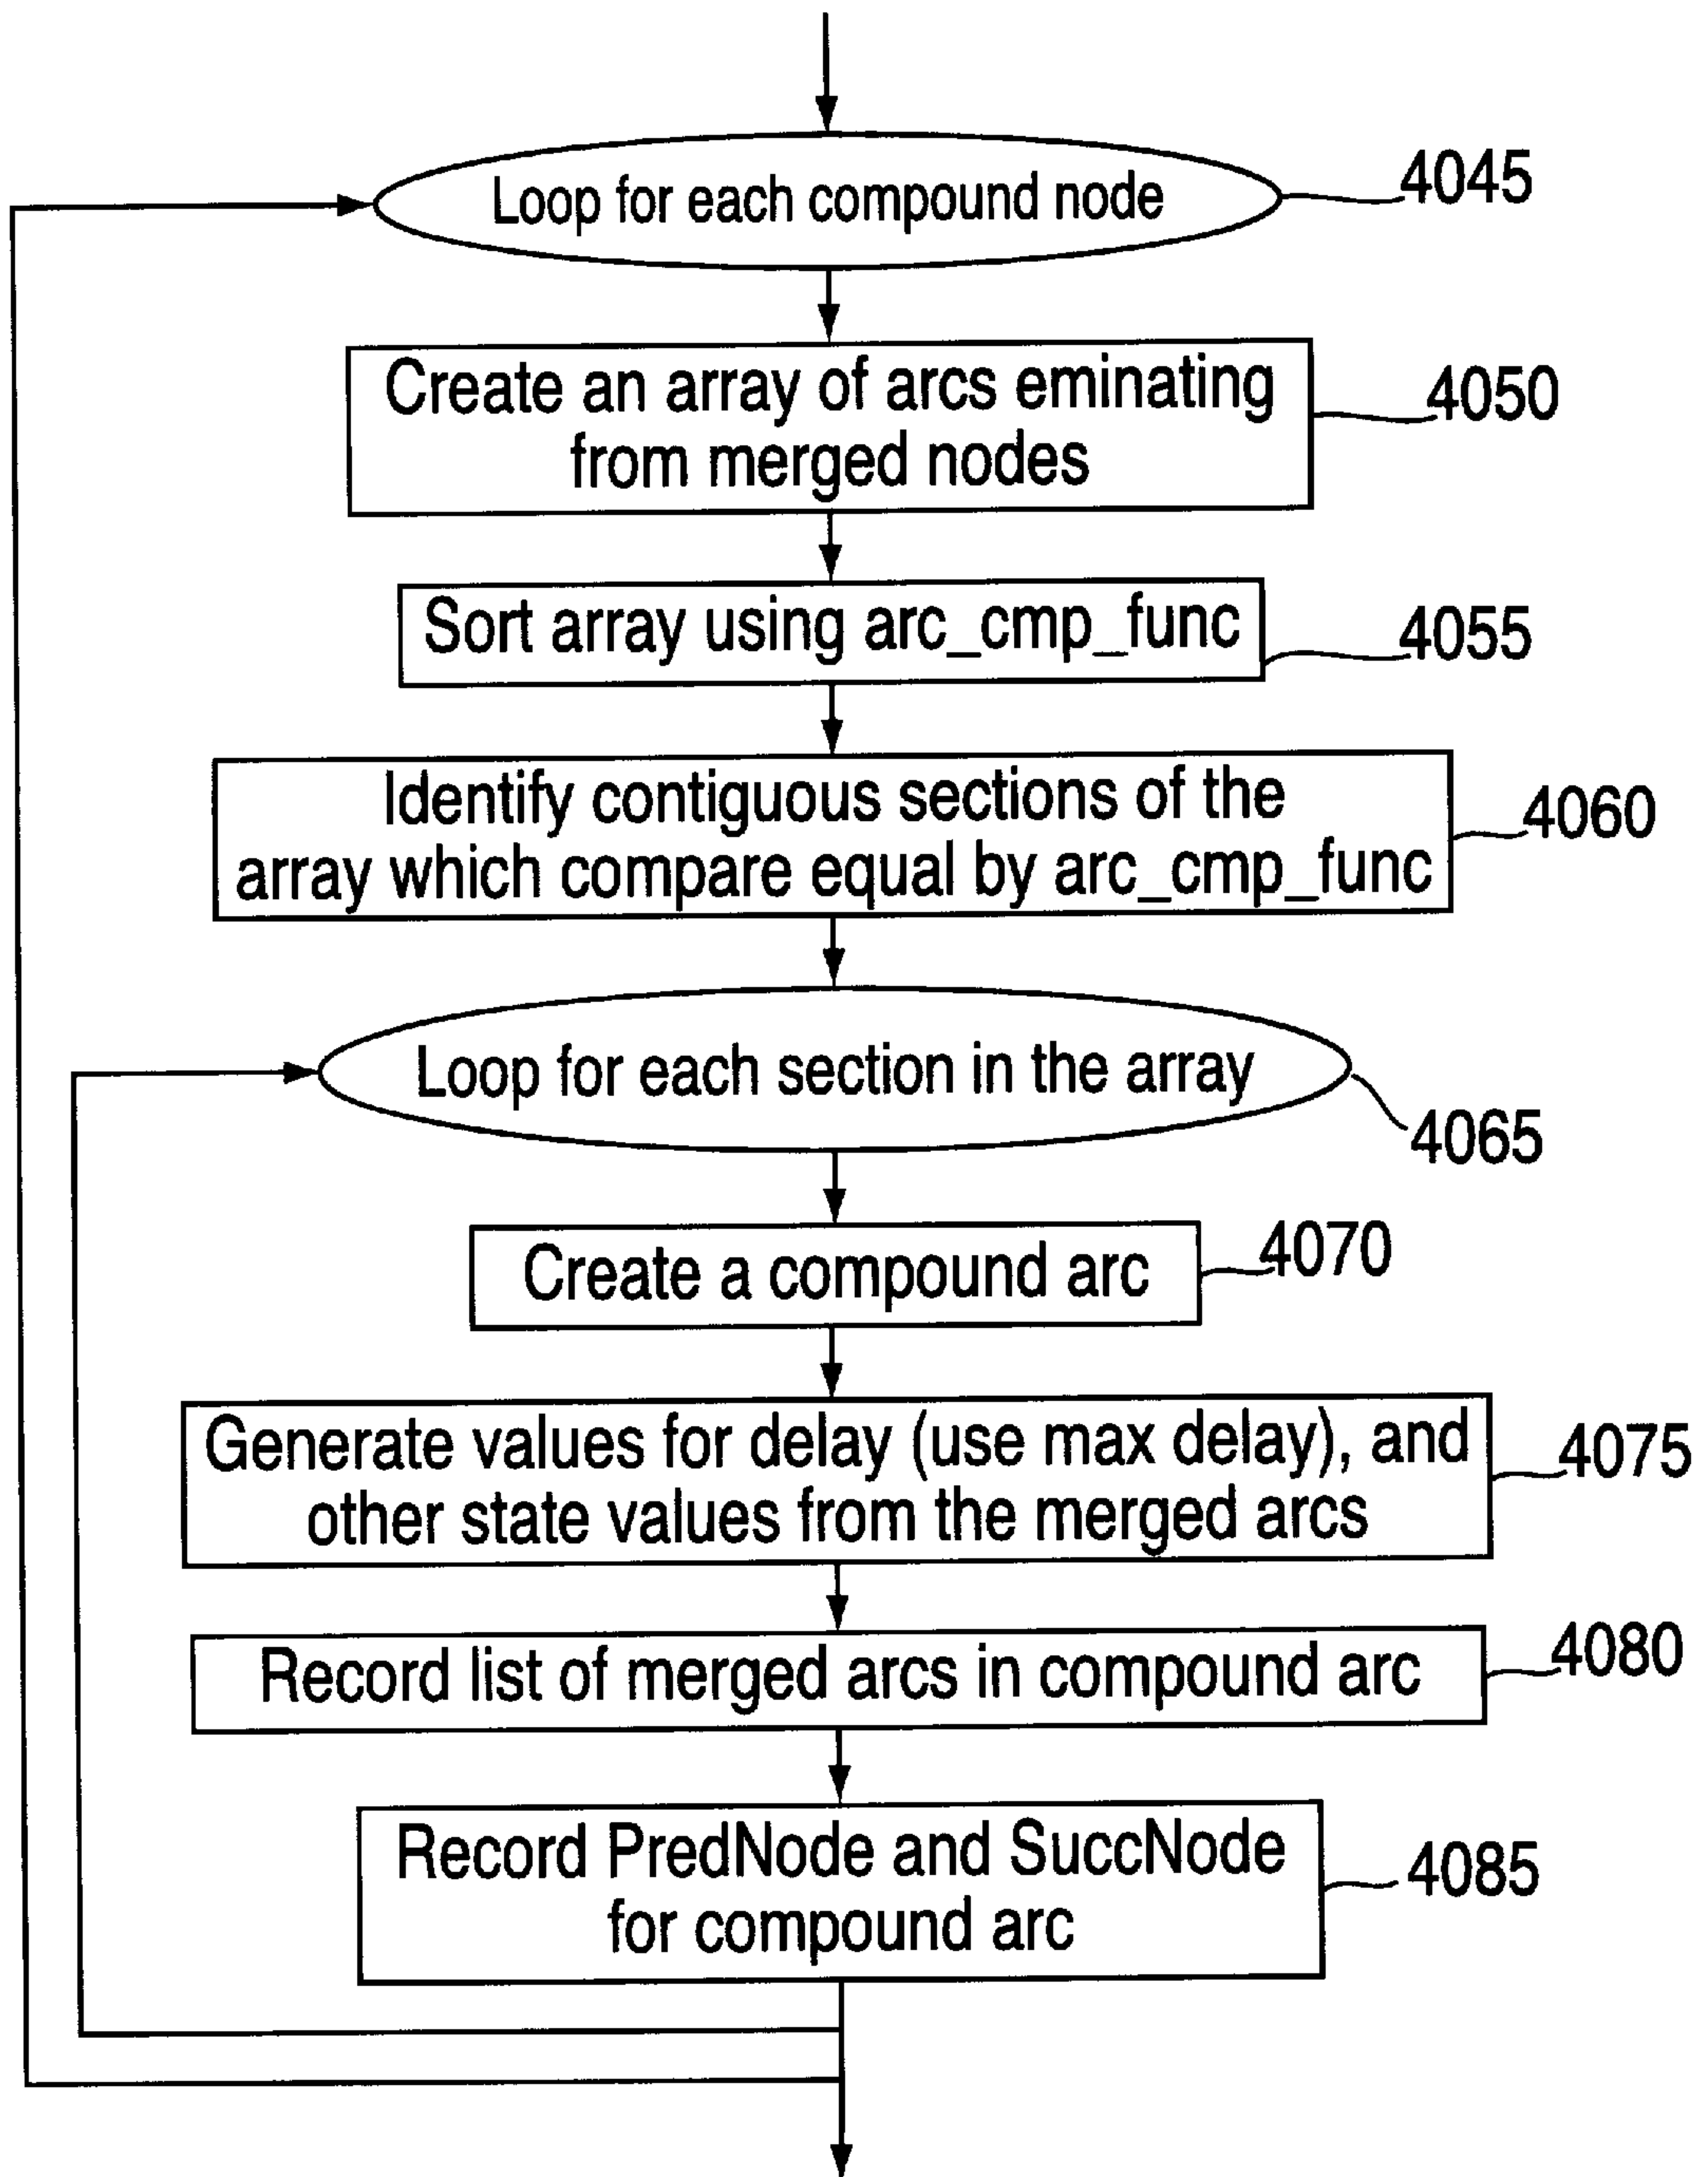 Loop for each compound node
4045
Create an array of arcs eminating
from merged nodes
4050
Sort array using arc_cmp_func
4055
Identify contiguous sections of the
array which compare equal by arc_cmp_func
4060
Loop for each section in the array
4065
Create a compound arc
4070
Generate values for delay (use max delay), and
other state values from the merged arcs
4075
Record list of merged arcs in compound arc
4080
Record PredNode and SuccNode
for compound arc
4085